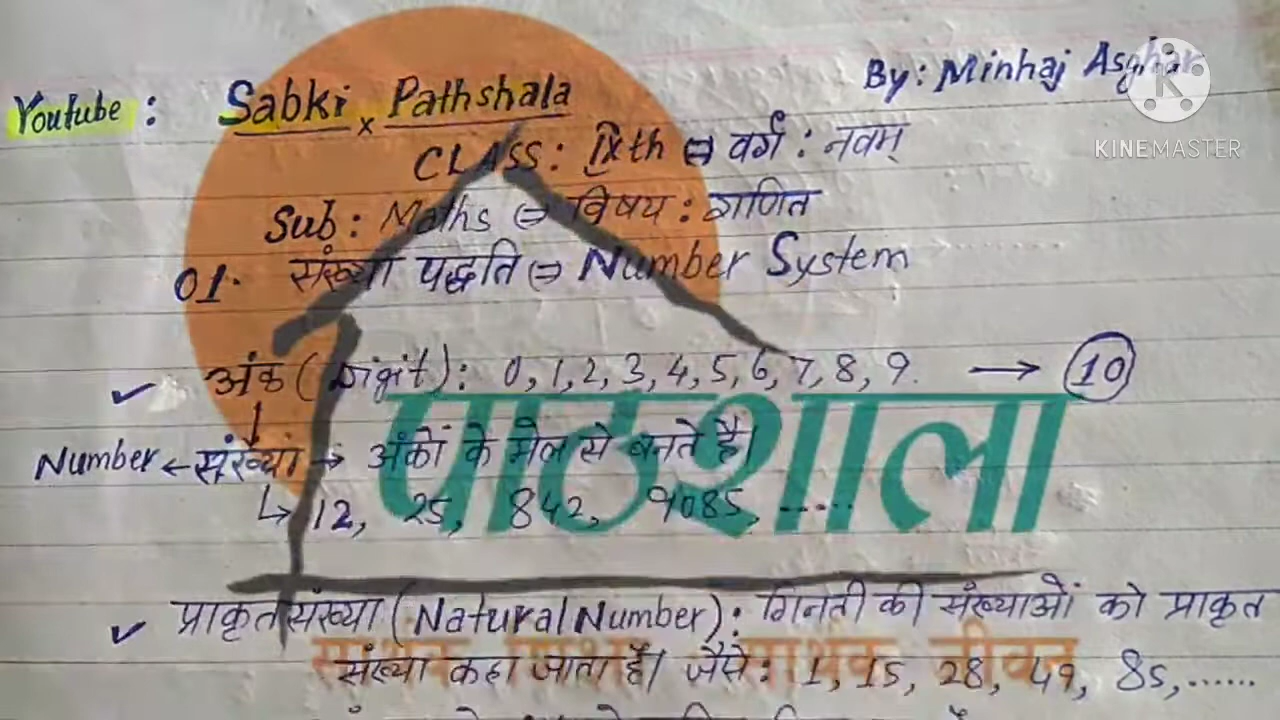 By: Minhaj Asghar
Youtube : Sabki x Pathshala
KINEMASTER
CLASS: IXth ⇒ वर्ग : नवम्
Sub : Maths ⇒ विषय : गणित
01. संख्या पद्धति ⇒ Number System
✓ अंक (Digit): 0, 1, 2, 3, 4, 5, 6, 7, 8, 9. → 10
Number ← संख्या → अंकों के मेल से बनते है।
↳ 12, 25, 842, 9085, ......
पाठशाला
✓ प्राकृत संख्या (Natural Number): गिनती की संख्याओं को प्राकृत
संख्या कहा जाता है। जैसे: 1, 15, 28, 49, 85, ......
जीवन